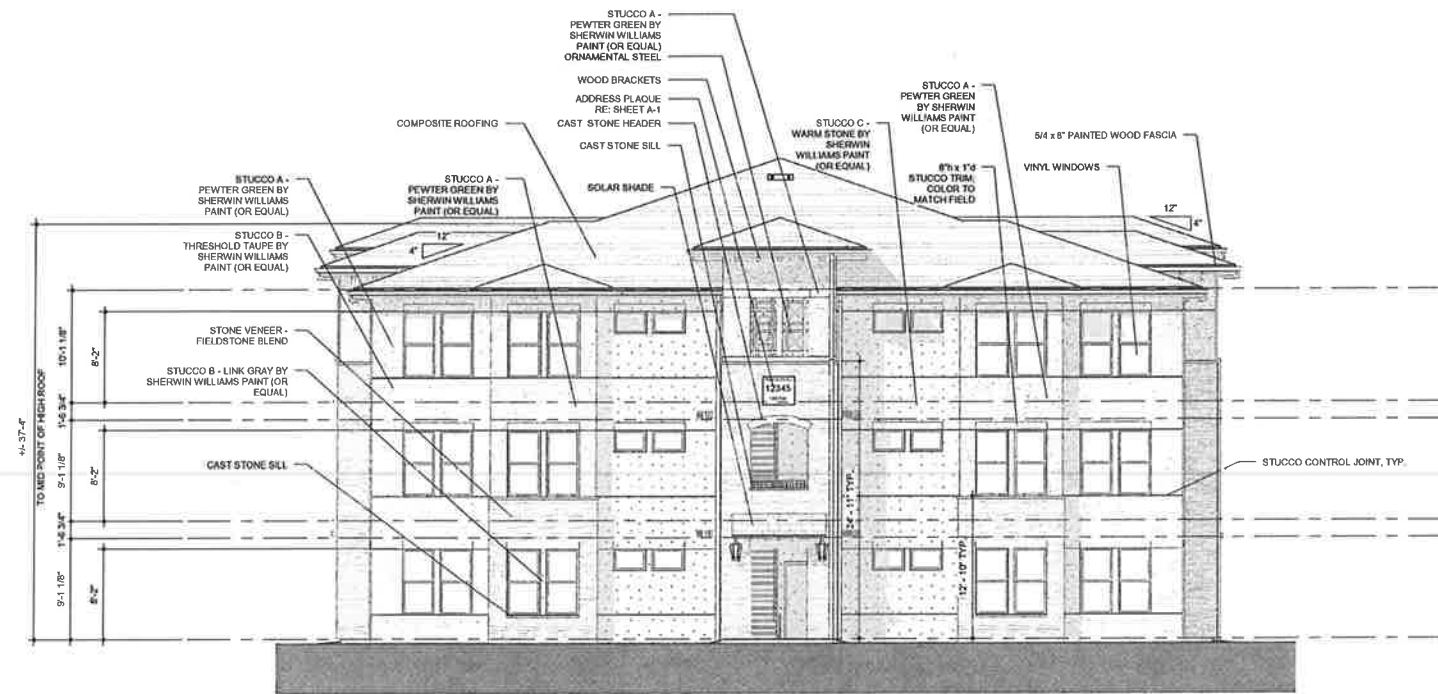 STUCCO A -
PEWTER GREEN BY
SHERWIN WILLIAMS
PAINT (OR EQUAL)
ORNAMENTAL STEEL
WOOD BRACKETS
ADDRESS PLAQUE
RE: SHEET A-1
CAST STONE HEADER
CAST STONE SILL
SOLAR SHADE
COMPOSITE ROOFING
STUCCO A -
PEWTER GREEN BY
SHERWIN WILLIAMS
PAINT (OR EQUAL)
STUCCO A -
PEWTER GREEN BY
SHERWIN WILLIAMS
PAINT (OR EQUAL)
STUCCO B -
THRESHOLD TAUPE BY
SHERWIN WILLIAMS
PAINT (OR EQUAL)
STONE VENEER -
FIELDSTONE BLEND
STUCCO B - LINK GRAY BY
SHERWIN WILLIAMS PAINT (OR
EQUAL)
CAST STONE SILL
STUCCO C -
WARM STONE BY
SHERWIN
WILLIAMS PAINT
(OR EQUAL)
STUCCO A -
PEWTER GREEN
BY SHERWIN
WILLIAMS PAINT
(OR EQUAL)
8"h x 1"d
STUCCO TRIM,
COLOR TO
MATCH FIELD
5/4 x 8" PAINTED WOOD FASCIA
VINYL WINDOWS
12"
4"
12"
4"
STUCCO CONTROL JOINT, TYP.
12345
+/- 37'-4"
TO MID POINT OF HIGH ROOF
10'-1 1/8"
8'-2"
1'-6 3/4"
9'-1 1/8"
8'-2"
1'-6 3/4"
9'-1 1/8"
8'-2"
24' - 11" TYP.
12' - 10" TYP.